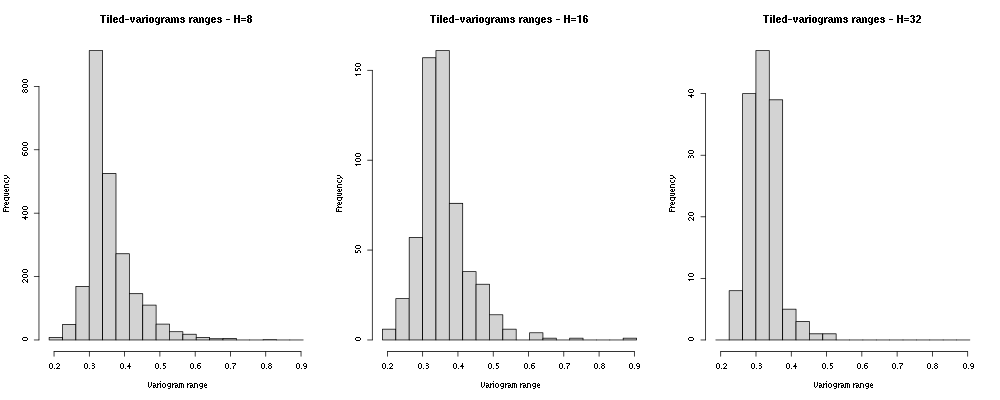 Tiled-variograms ranges - H=8
Frequency
800
600
400
200
0
0.2 0.3 0.4 0.5 0.6 0.7 0.8 0.9
Variogram range
Tiled-variograms ranges - H=16
Frequency
150
100
50
0
0.2 0.3 0.4 0.5 0.6 0.7 0.8 0.9
Variogram range
Tiled-variograms ranges - H=32
Frequency
40
30
20
10
0
0.2 0.3 0.4 0.5 0.6 0.7 0.8 0.9
Variogram range